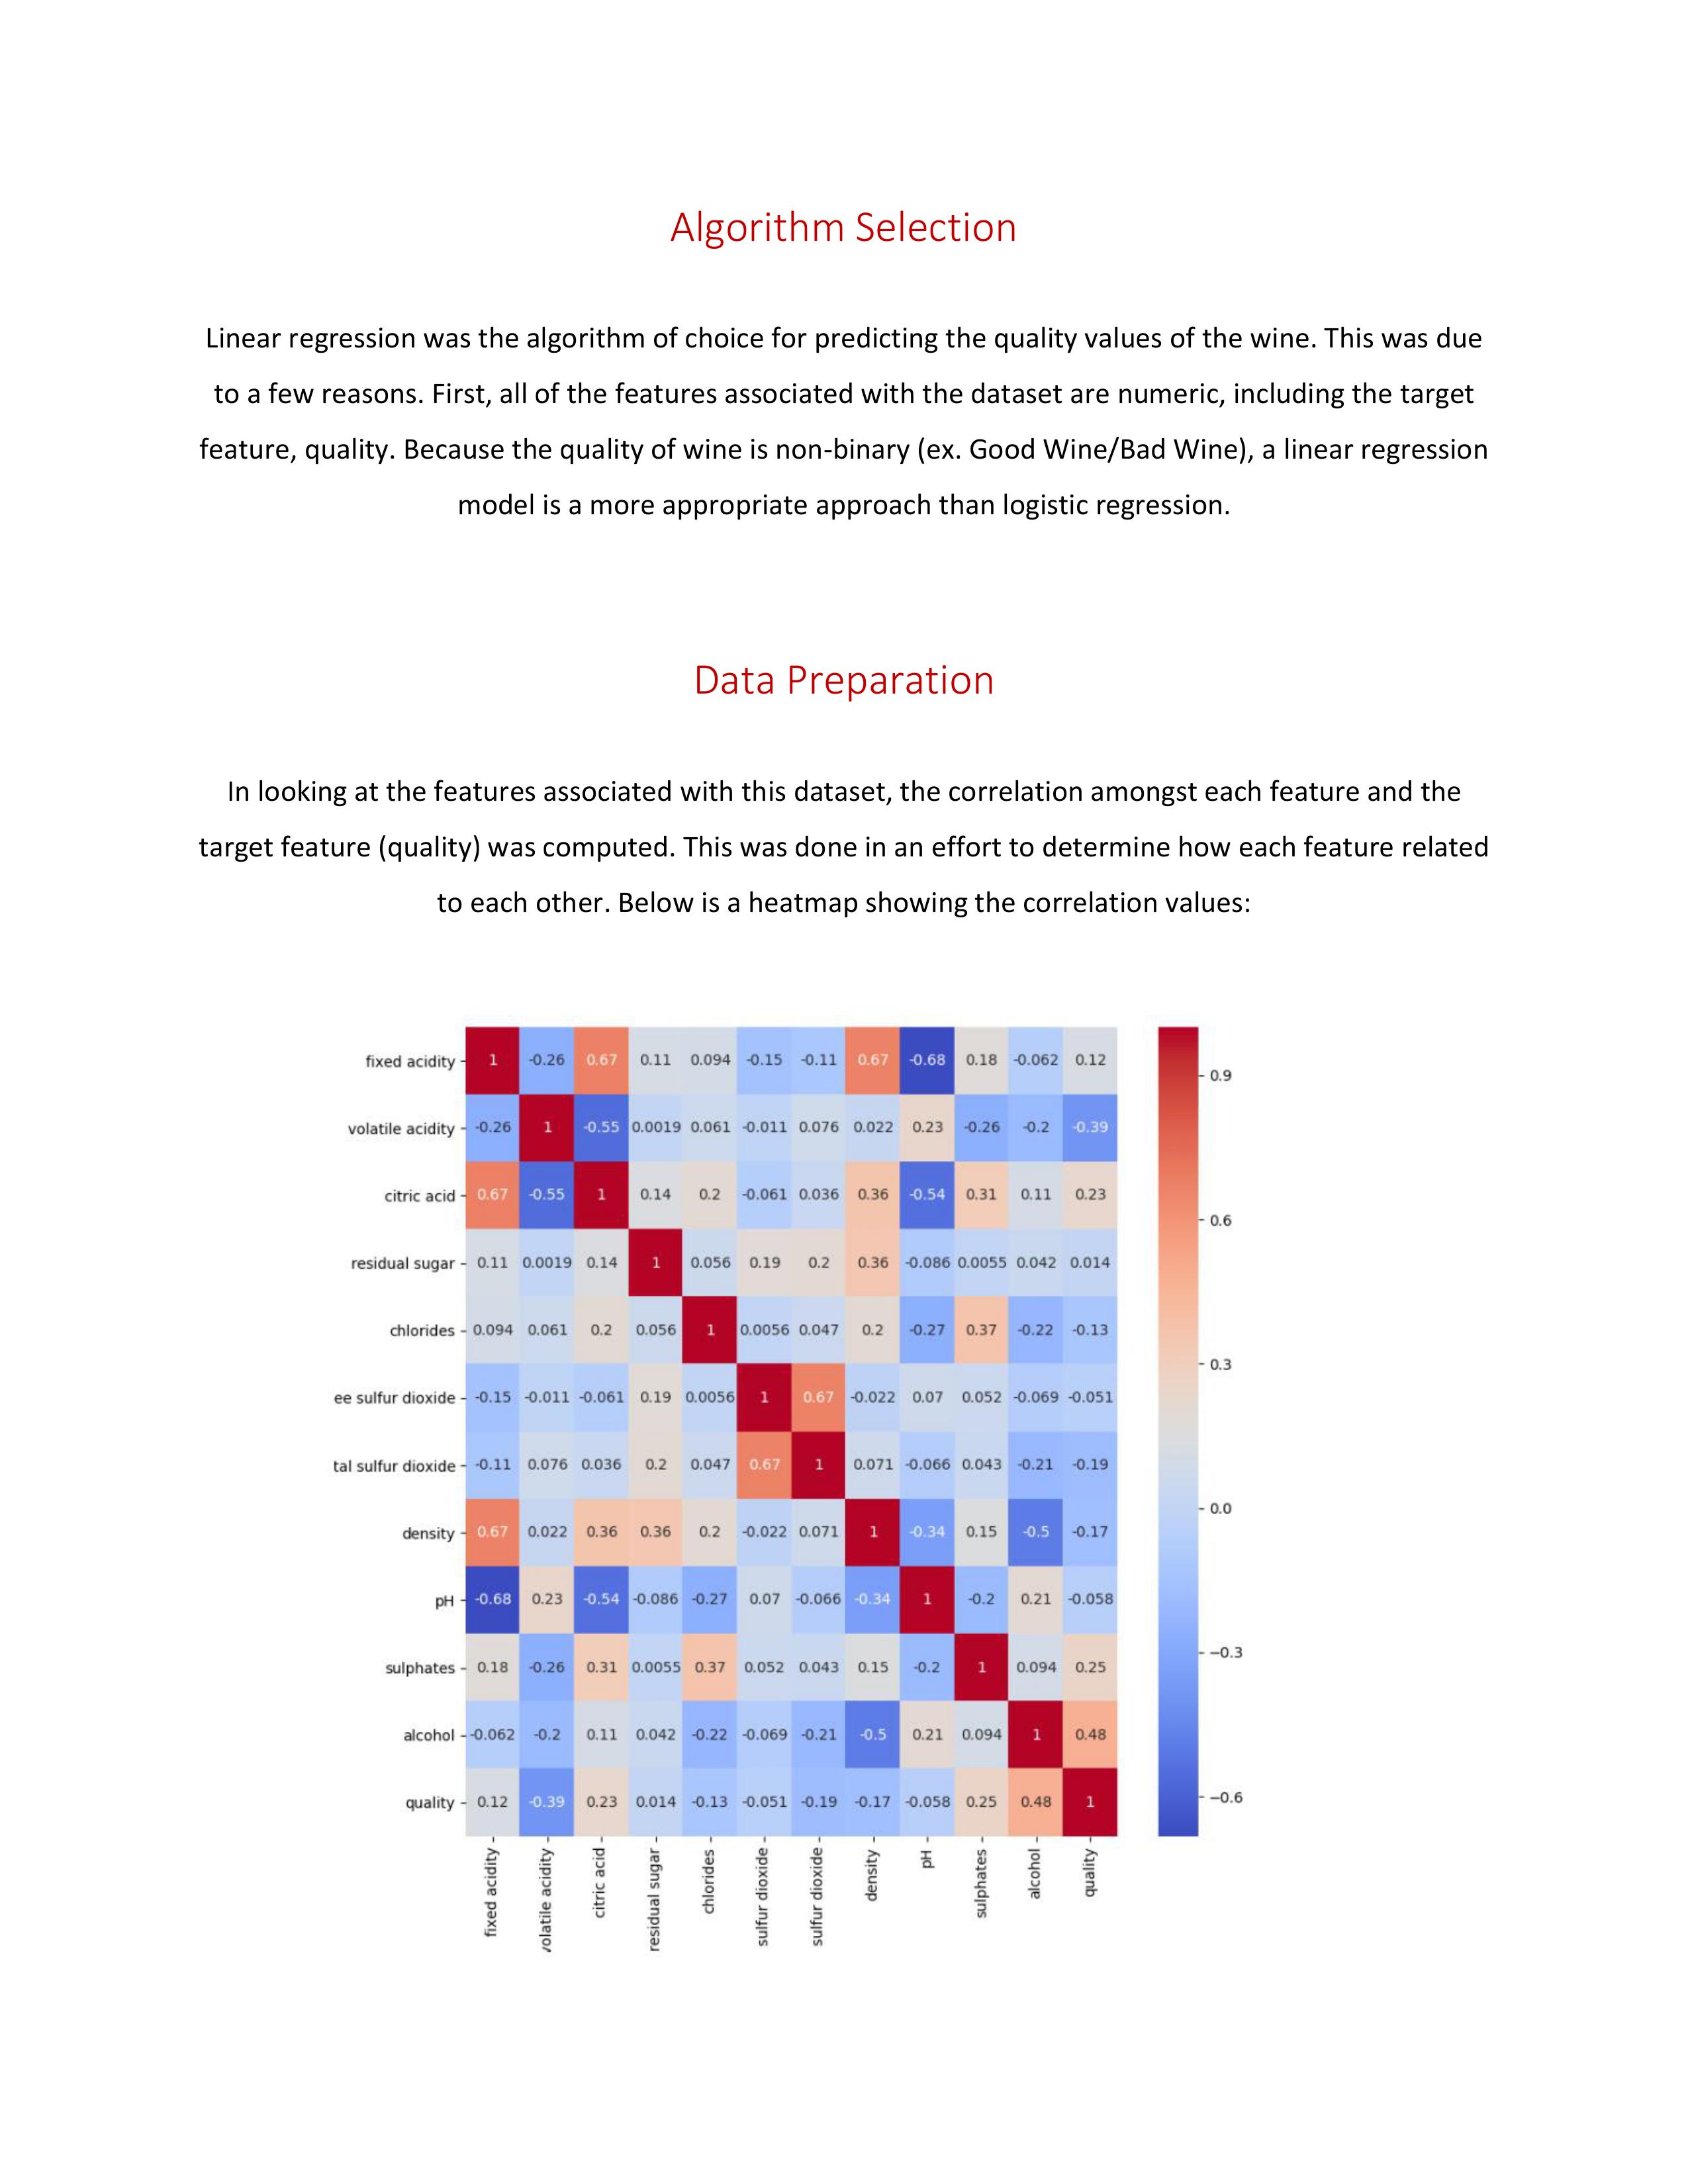 Algorithm Selection
Linear regression was the algorithm of choice for predicting the quality values of the wine. This was due
to a few reasons. First, all of the features associated with the dataset are numeric, including the target
feature, quality. Because the quality of wine is non-binary (ex. Good Wine/Bad Wine), a linear regression
model is a more appropriate approach than logistic regression.
Data Preparation
In looking at the features associated with this dataset, the correlation amongst each feature and the
target feature (quality) was computed. This was done in an effort to determine how each feature related
to each other. Below is a heatmap showing the correlation values:
fixed acidity 1 -0.26 0.67 0.11 0.094 -0.15 -0.11 0.67 -0.68 0.18 -0.062 0.12
volatile acidity -0.26 1 -0.55 0.0019 0.061 -0.011 0.076 0.022 0.23 -0.26 -0.2 -0.39
citric acid 0.67 -0.55 1 0.14 0.2 -0.061 0.036 0.36 -0.54 0.31 0.11 0.23
residual sugar 0.11 0.0019 0.14 1 0.056 0.19 0.2 0.36 -0.086 0.0055 0.042 0.014
chlorides 0.094 0.061 0.2 0.056 1 0.0056 0.047 0.2 -0.27 0.37 -0.22 -0.13
ee sulfur dioxide -0.15 -0.011 -0.061 0.19 0.0056 1 0.67 -0.022 0.07 0.052 -0.069 -0.051
tal sulfur dioxide -0.11 0.076 0.036 0.2 0.047 0.67 1 0.071 -0.066 0.043 -0.21 -0.19
density 0.67 0.022 0.36 0.36 0.2 -0.022 0.071 1 -0.34 0.15 -0.5 -0.17
pH -0.68 0.23 -0.54 -0.086 -0.27 0.07 -0.066 -0.34 1 -0.2 0.21 -0.058
sulphates 0.18 -0.26 0.31 0.0055 0.37 0.052 0.043 0.15 -0.2 1 0.094 0.25
alcohol -0.062 -0.2 0.11 0.042 -0.22 -0.069 -0.21 -0.5 0.21 0.094 1 0.48
quality 0.12 -0.39 0.23 0.014 -0.13 -0.051 -0.19 -0.17 -0.058 0.25 0.48 1
fixed acidity
volatile acidity
citric acid
residual sugar
chlorides
sulfur dioxide
sulfur dioxide
density
pH
sulphates
alcohol
quality
0.9
0.6
0.3
0.0
−0.3
−0.6